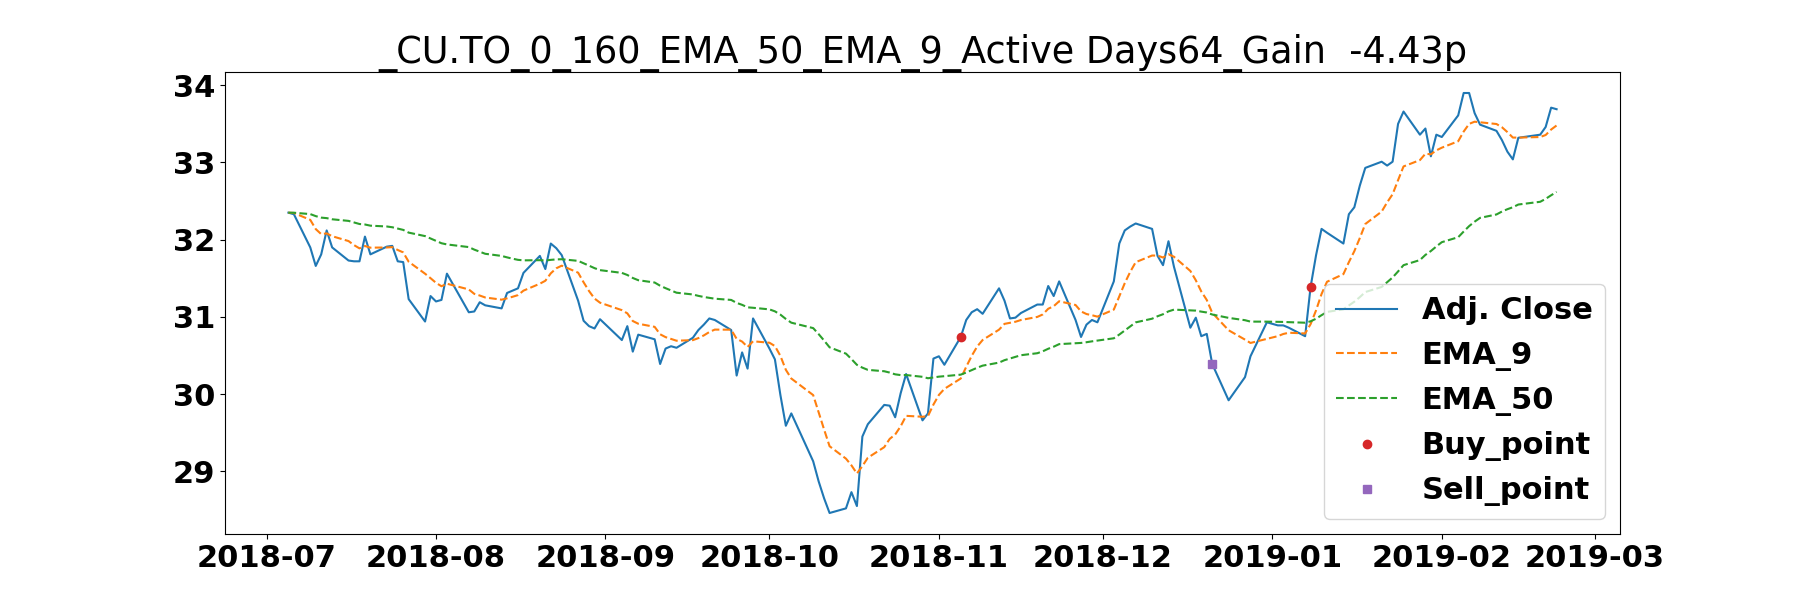 _CU.TO_0_160_EMA_50_EMA_9_Active Days64_Gain  -4.43p
34
33
32
31
30
29
Adj. Close
EMA_9
EMA_50
Buy_point
Sell_point
2018-07 2018-08 2018-09 2018-10 2018-11 2018-12 2019-01 2019-02 2019-03